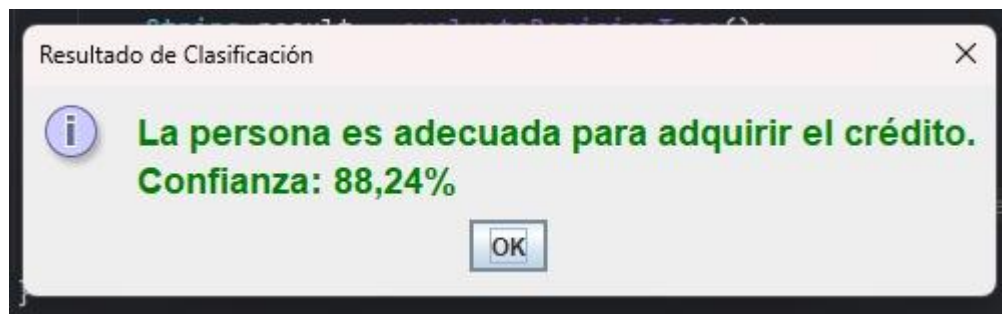 Resultado de Clasificación
La persona es adecuada para adquirir el crédito.
Confianza: 88,24%
OK
}